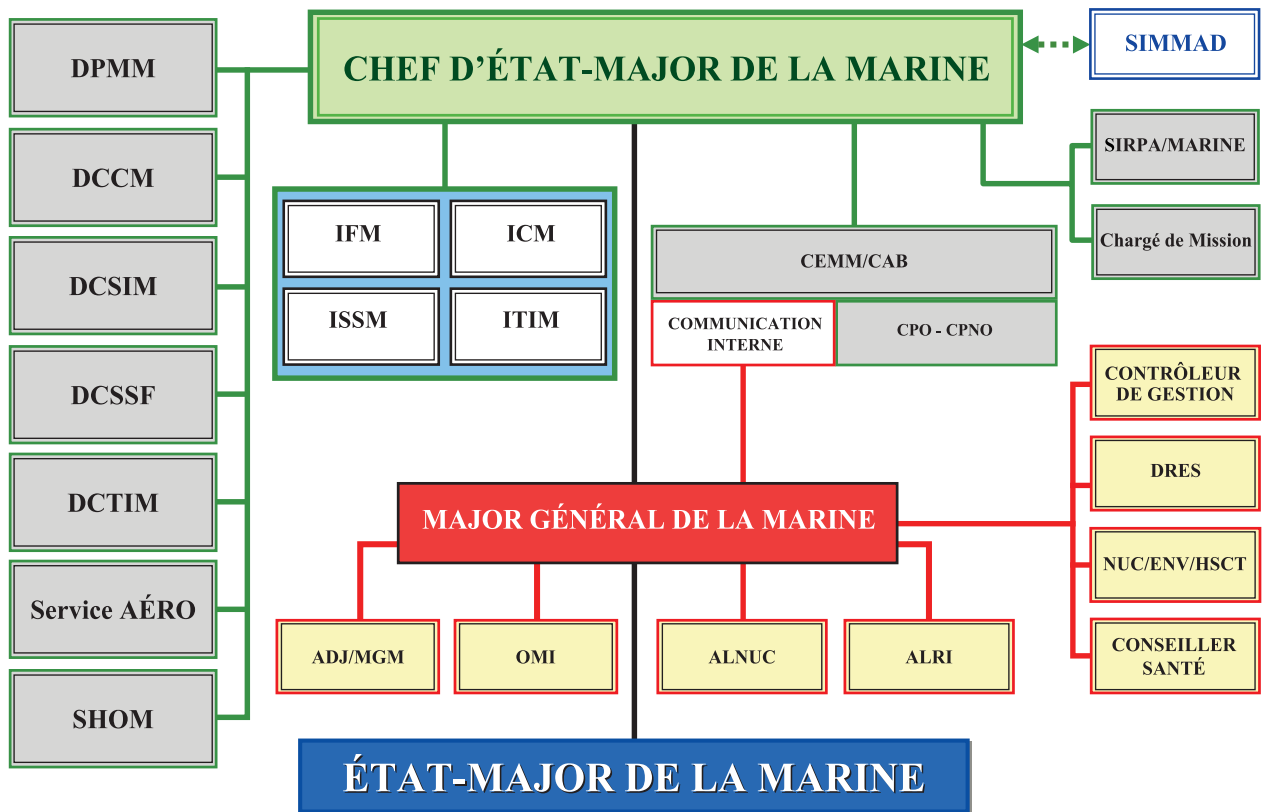 CHEF D’ÉTAT-MAJOR DE LA MARINE
SIMMAD
DPMM
DCCM
DCSIM
DCSSF
DCTIM
Service AÉRO
SHOM
IFM
ICM
ISSM
ITIM
CEMM/CAB
COMMUNICATION
INTERNE
CPO - CPNO
SIRPA/MARINE
Chargé de Mission
CONTRÔLEUR
DE GESTION
DRES
NUC/ENV/HSCT
CONSEILLER
SANTÉ
MAJOR GÉNÉRAL DE LA MARINE
ADJ/MGM
OMI
ALNUC
ALRI
ÉTAT-MAJOR DE LA MARINE